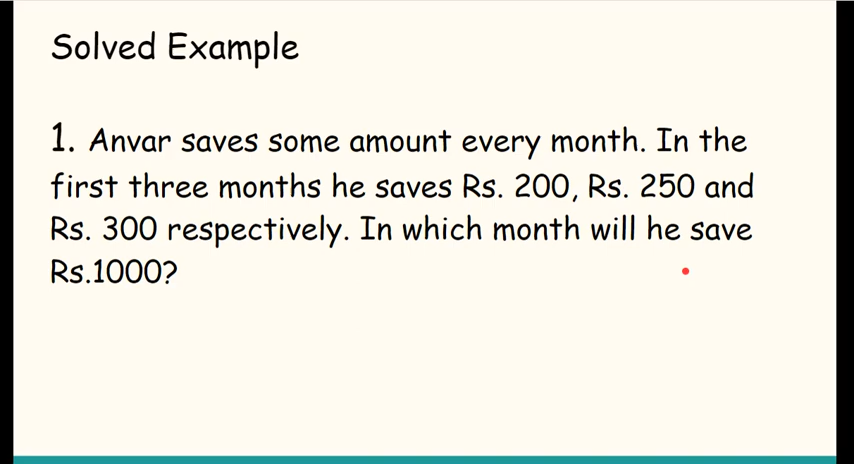 Solved Example
1. Anvar saves some amount every month. In the
first three months he saves Rs. 200, Rs. 250 and
Rs. 300 respectively. In which month will he save
Rs.1000?